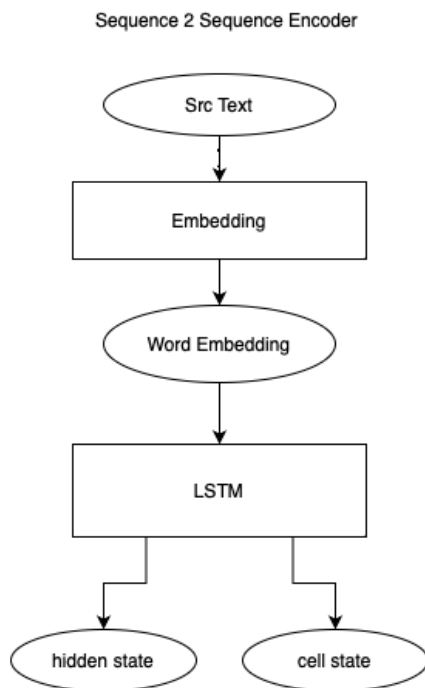 Sequence 2 Sequence Encoder
Src Text
Embedding
Word Embedding
LSTM
hidden state
cell state